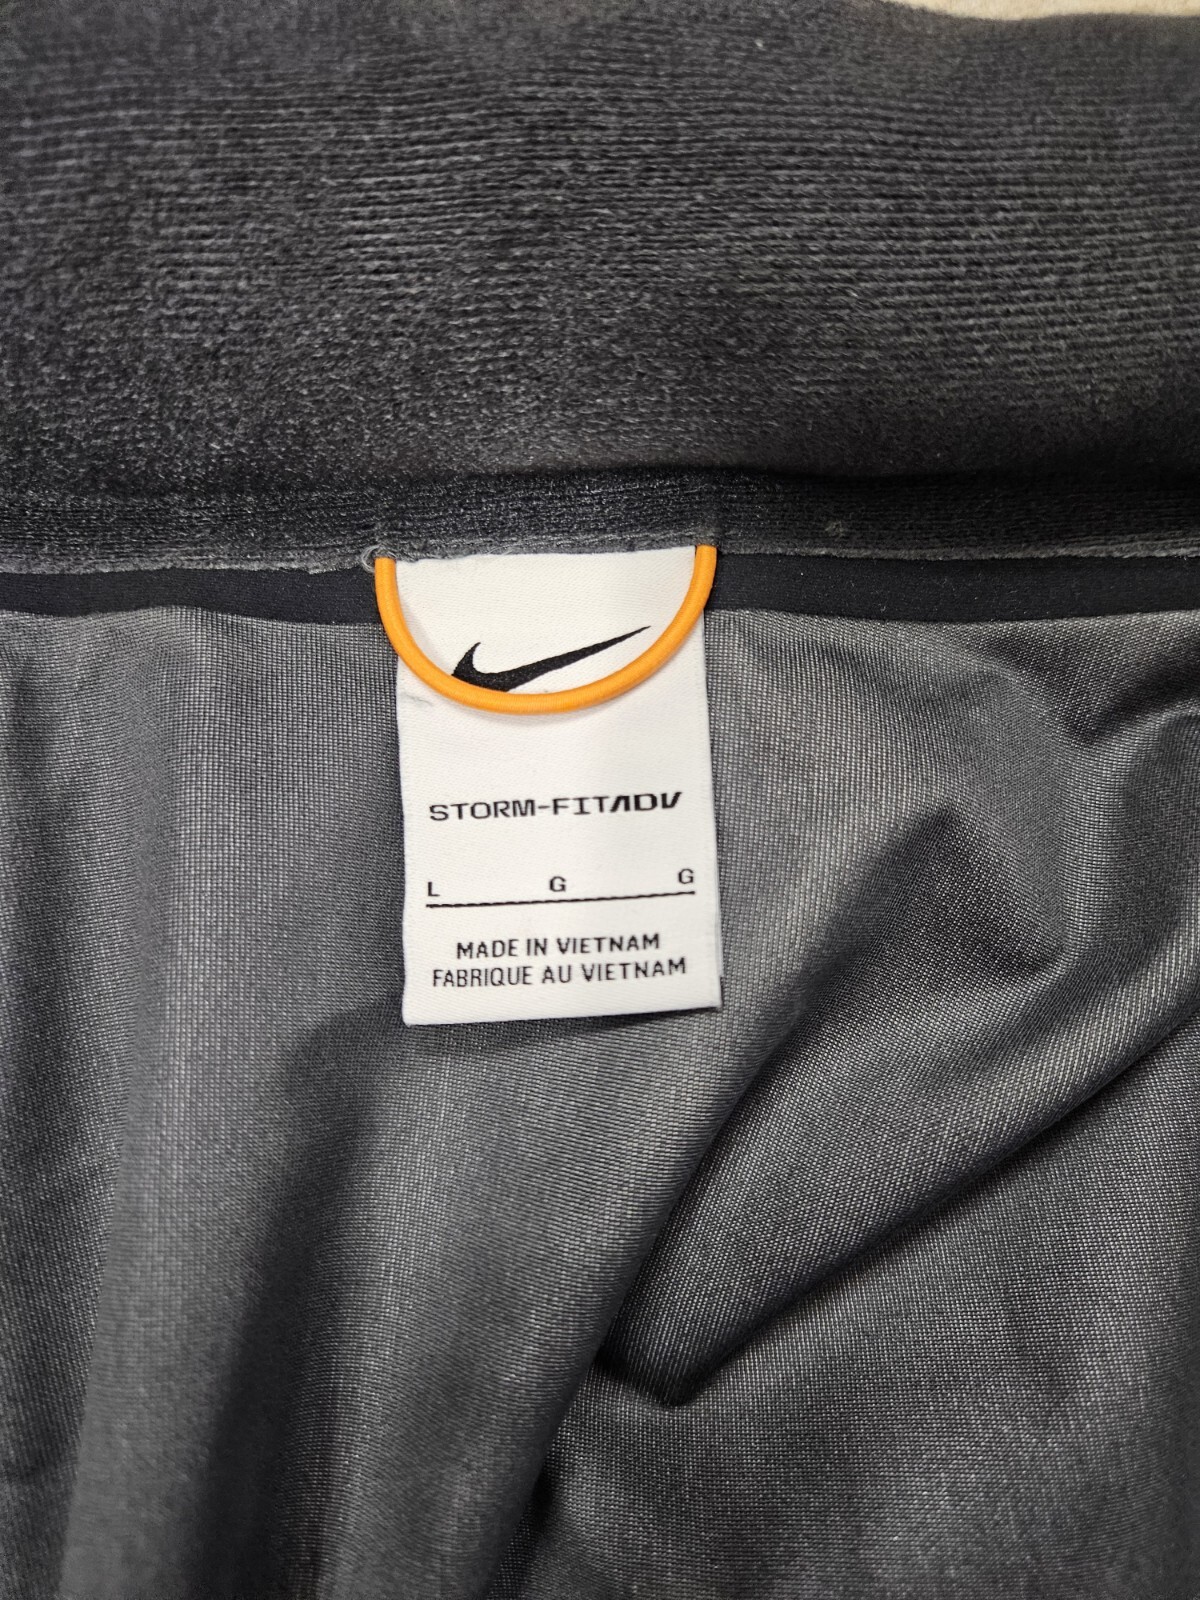 STORM-FITADV
L G G
MADE IN VIETNAM
FABRIQUE AU VIETNAM